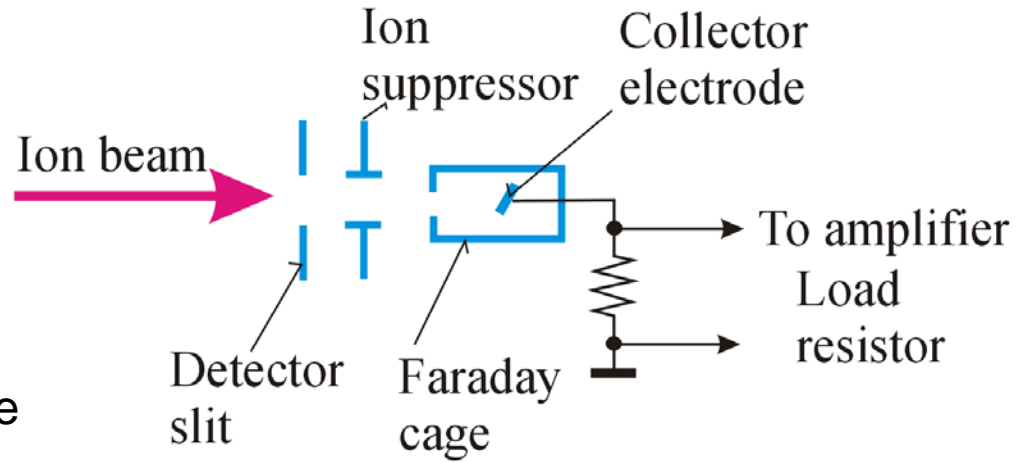 Ion
suppressor
Collector
electrode
Ion beam
To amplifier
Load
resistor
Detector
slit
Faraday
cage
e